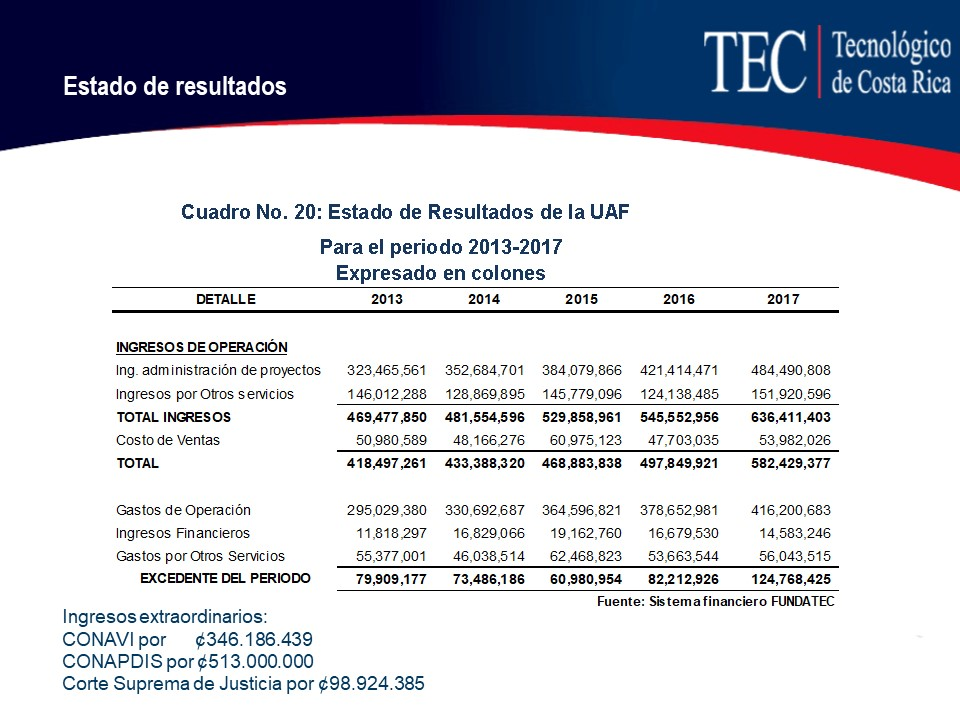 TEC Tecnológico
de Costa Rica
Estado de resultados
Cuadro No. 20: Estado de Resultados de la UAF
Para el periodo 2013-2017
Expresado en colones
DETALLE 2013 2014 2015 2016 2017
INGRESOS DE OPERACIÓN
Ing. administración de proyectos 323,465,561 352,684,701 384,079,866 421,414,471 484,490,808
Ingresos por Otros servicios 146,012,288 128,869,895 145,779,096 124,138,485 151,920,596
TOTAL INGRESOS 469,477,850 481,554,596 529,858,961 545,552,956 636,411,403
Costo de Ventas 50,980,589 48,166,276 60,975,123 47,703,035 53,982,026
TOTAL 418,497,261 433,388,320 468,883,838 497,849,921 582,429,377
Gastos de Operación 295,029,380 330,692,687 364,596,821 378,652,981 416,200,683
Ingresos Financieros 11,818,297 16,829,066 19,162,760 16,679,530 14,583,246
Gastos por Otros Servicios 55,377,001 46,038,514 62,468,823 53,663,544 56,043,515
EXCEDENTE DEL PERIODO 79,909,177 73,486,186 60,980,954 82,212,926 124,768,425
Fuente: Sistema financiero FUNDATEC
Ingresos extraordinarios:
CONAVI por ¢346.186.439
CONAPDIS por ¢513.000.000
Corte Suprema de Justicia por ¢98.924.385